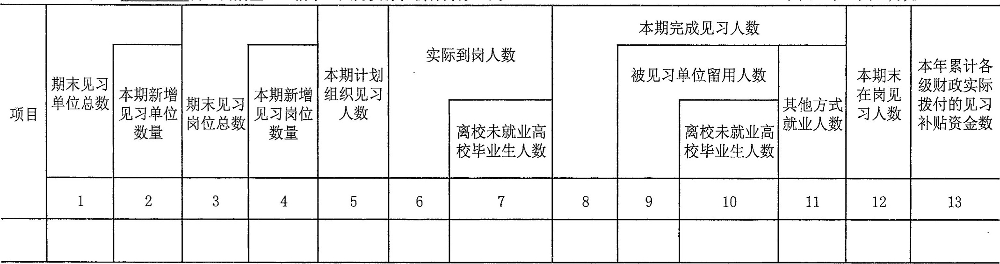 项目
期末见习
单位总数
本期新增
见习单位
数量
期末见习
岗位总数
本期新增
见习岗位
数量
本期计划
组织见习
人数
实际到岗人数
离校未就业高
校毕业生人数
本期完成见习人数
被见习单位留用人数
离校未就业高
校毕业生人数
其他方式
就业人数
本期末
在岗见
习人数
本年累计各
级财政实际
拨付的见习
补贴资金数
1 2 3 4 5 6 7 8 9 10 11 12 13